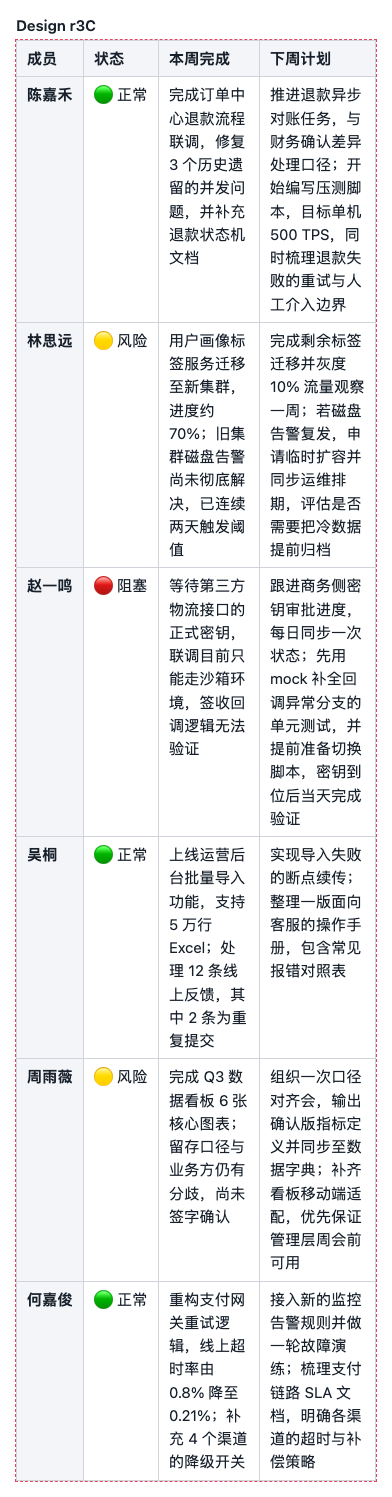 Design r3C
成员 状态 本周完成 下周计划
陈嘉禾 正常 完成订单中 推进退款异步
心退款流程 对账任务，与
联调，修复 财务确认差异
3 个历史遗 处理口径；开
留的并发问 始编写压测脚
题，并补充 本，目标单机
退款状态机 500 TPS，同
文档 时梳理退款失
败的重试与人
工介入边界
林思远 风险 用户画像标 完成剩余标签
签服务迁移 迁移并灰度
至新集群， 10% 流量观察
进度约 一周；若磁盘
70%；旧集 告警复发，申
群磁盘告警 请临时扩容并
尚未彻底解 同步运维排
决，已连续 期，评估是否
两天触发阈 需要把冷数据
值 提前归档
赵一鸣 阻塞 等待第三方 跟进商务侧密
物流接口的 钥审批进度，
正式密钥， 每日同步一次
联调目前只 状态；先用
能走沙箱环 mock 补全回
境，签收回 调异常分支的
调逻辑无法 单元测试，并
验证 提前准备切换
脚本，密钥到
位后当天完成
验证
吴桐 正常 上线运营后 实现导入失败
台批量导入 的断点续传；
功能，支持 整理一版面向
5 万行 客服的操作手
Excel；处 册，包含常见
理 12 条线 报错对照表
上反馈，其
中 2 条为重
复提交
周雨薇 风险 完成 Q3 数 组织一次口径
据看板 6 张 对齐会，输出
核心图表； 确认版指标定
留存口径与 义并同步至数
业务方仍有 据字典；补齐
分歧，尚未 看板移动端适
签字确认 配，优先保证
管理层周会前
可用
何嘉俊 正常 重构支付网 接入新的监控
关重试逻 告警规则并做
辑，线上超 一轮故障演
时率由 练；梳理支付
0.8% 降至 链路 SLA 文
0.21%；补 档，明确各渠
充 4 个渠道 道的超时与补
的降级开关 偿策略